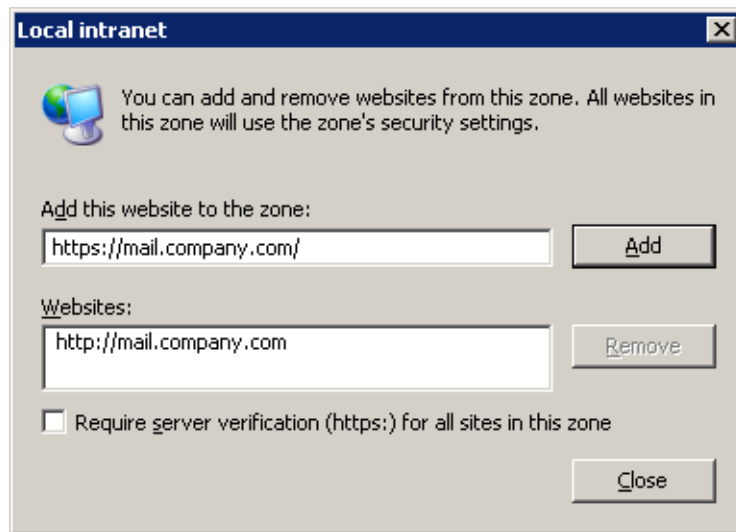 Local intranet
You can add and remove websites from this zone. All websites in
this zone will use the zone's security settings.
Add this website to the zone:
https://mail.company.com/
Add
Websites:
http://mail.company.com
Remove
Require server verification (https:) for all sites in this zone
Close